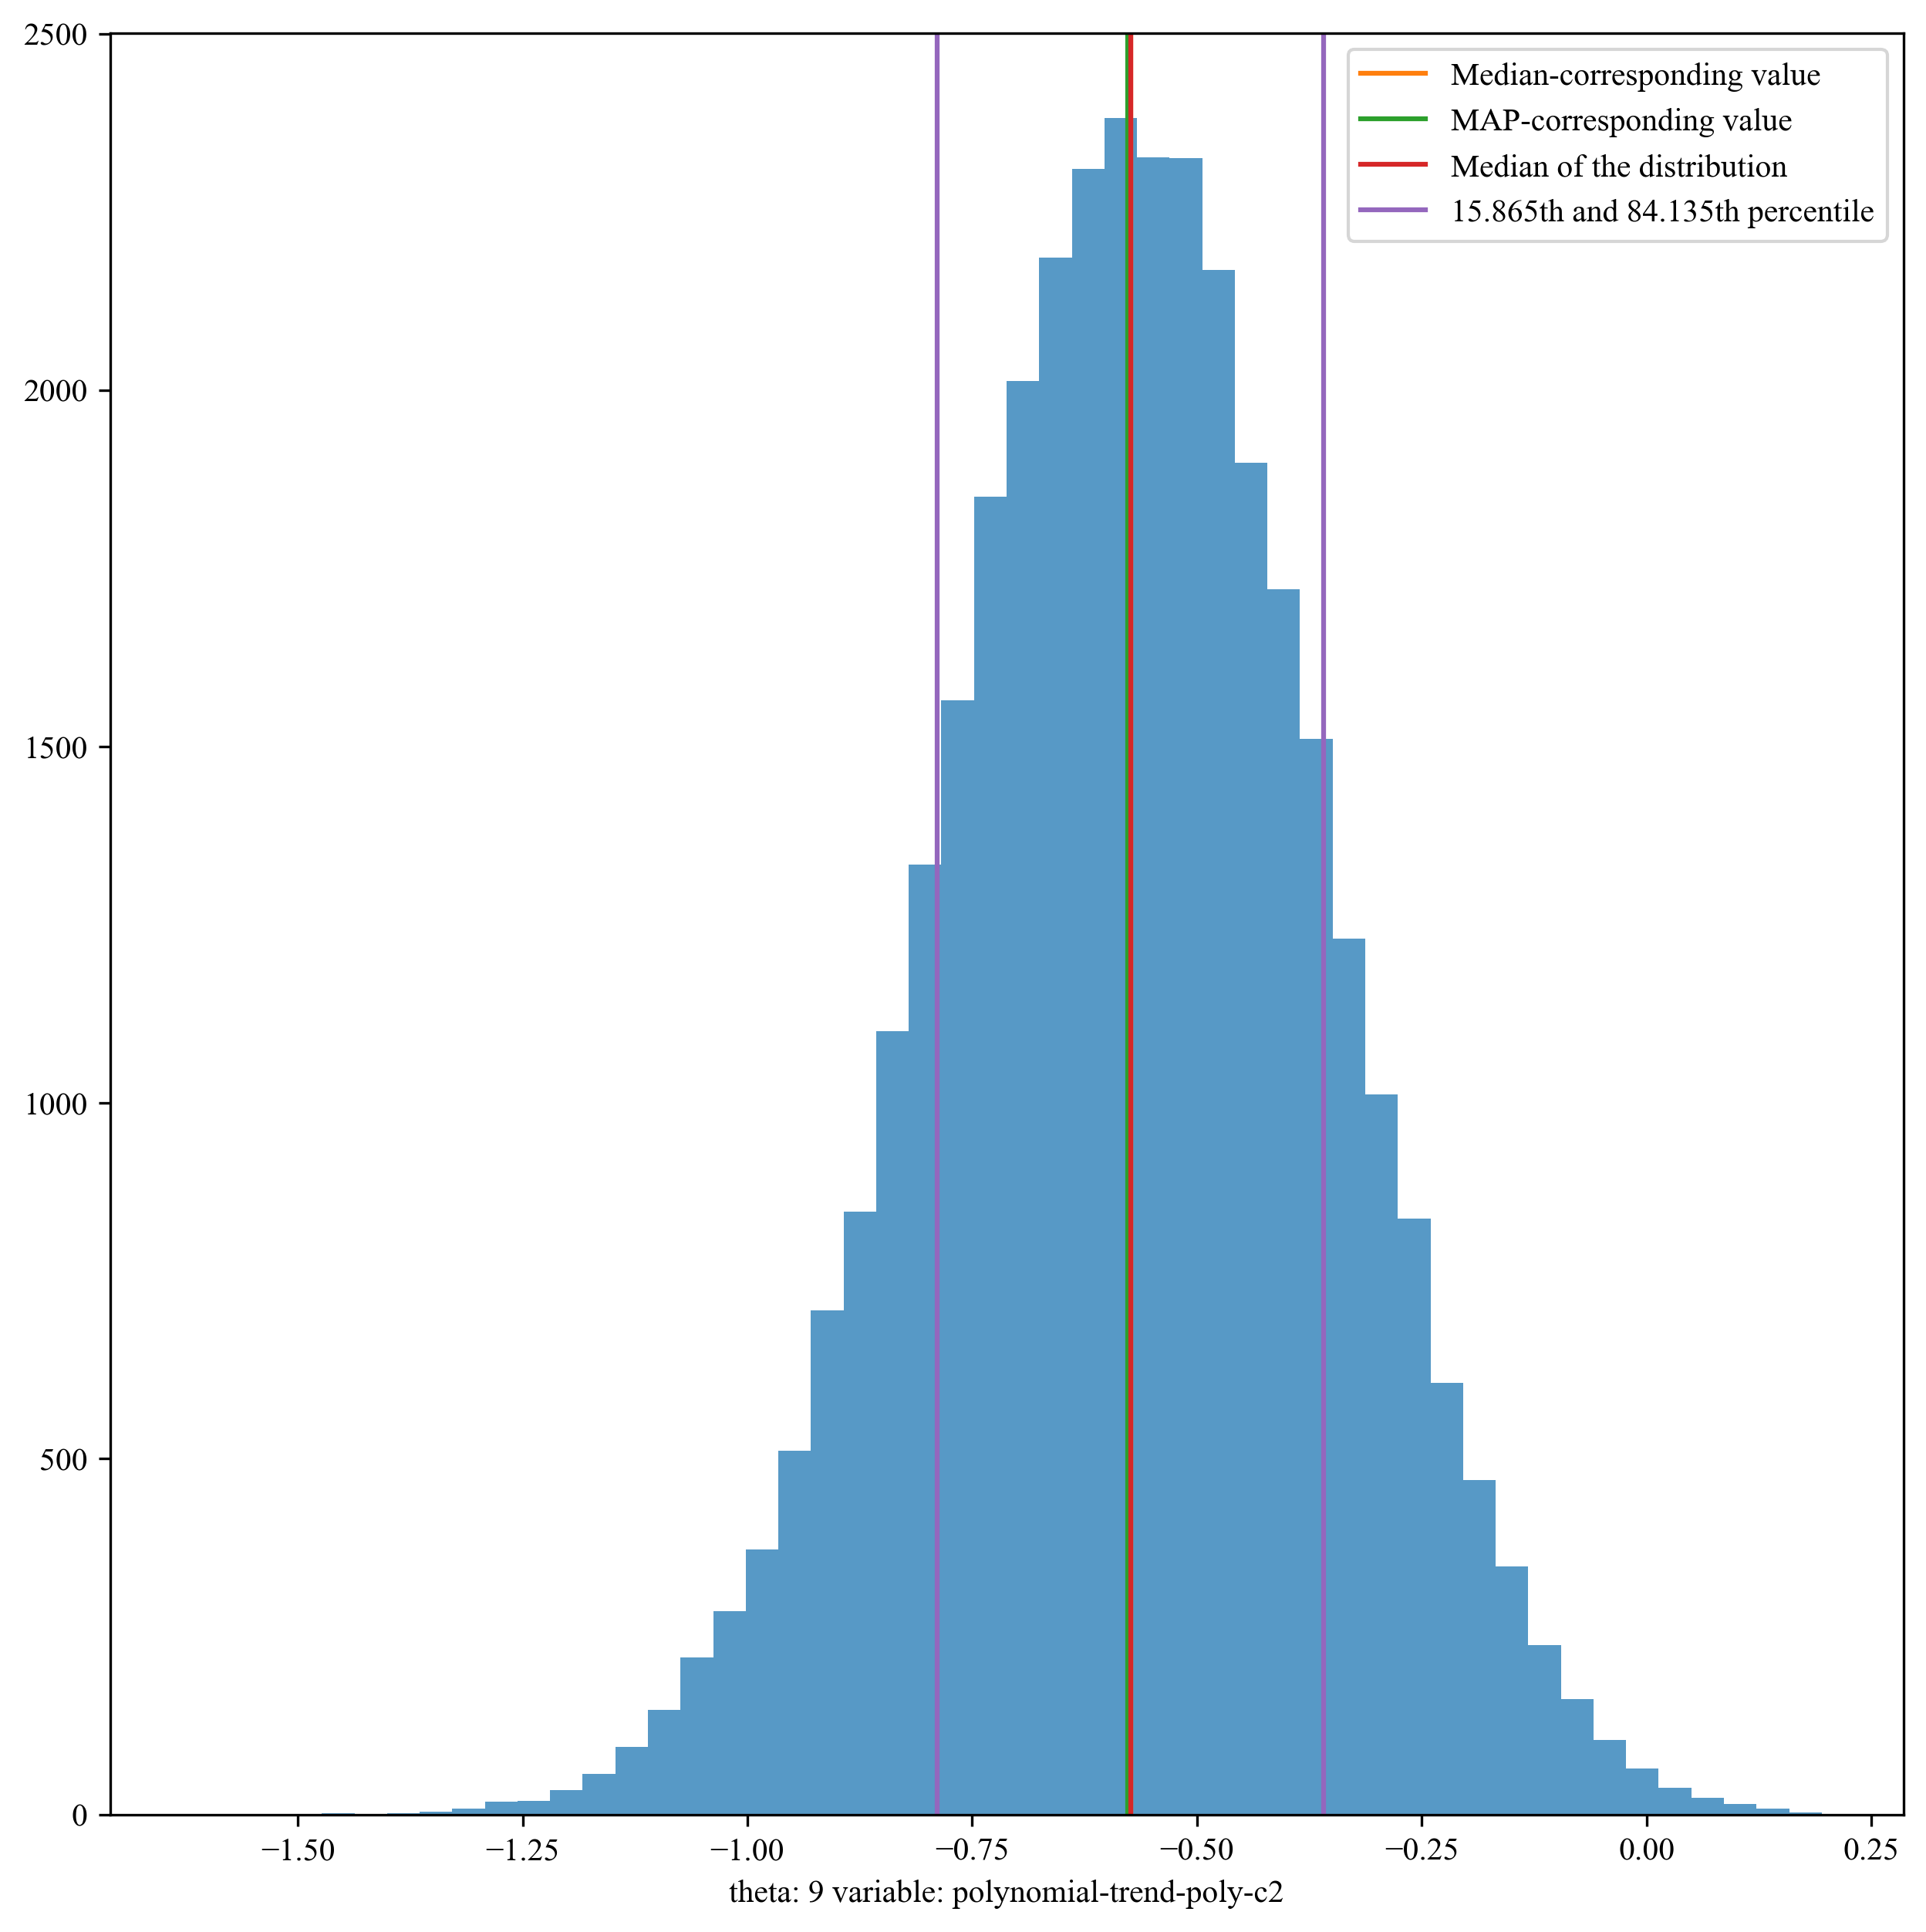 2500
2000
1500
1000
500
0
Median-corresponding value
MAP-corresponding value
Median of the distribution
15.865th and 84.135th percentile
−1.50 −1.25 −1.00 −0.75 −0.50 −0.25 0.00 0.25
theta: 9 variable: polynomial-trend-poly-c2